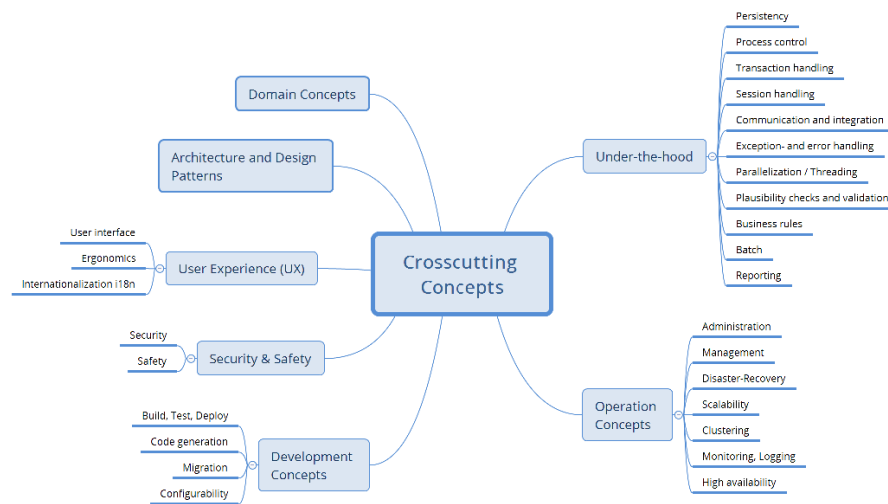 Crosscutting
Concepts
Domain Concepts
Architecture and Design
Patterns
User Experience (UX)
User interface
Ergonomics
Internationalization i18n
Security & Safety
Security
Safety
Development
Concepts
Build, Test, Deploy
Code generation
Migration
Configurability
Under-the-hood
Persistency
Process control
Transaction handling
Session handling
Communication and integration
Exception- and error handling
Parallelization / Threading
Plausibility checks and validation
Business rules
Batch
Reporting
Operation
Concepts
Administration
Management
Disaster-Recovery
Scalability
Clustering
Monitoring, Logging
High availability